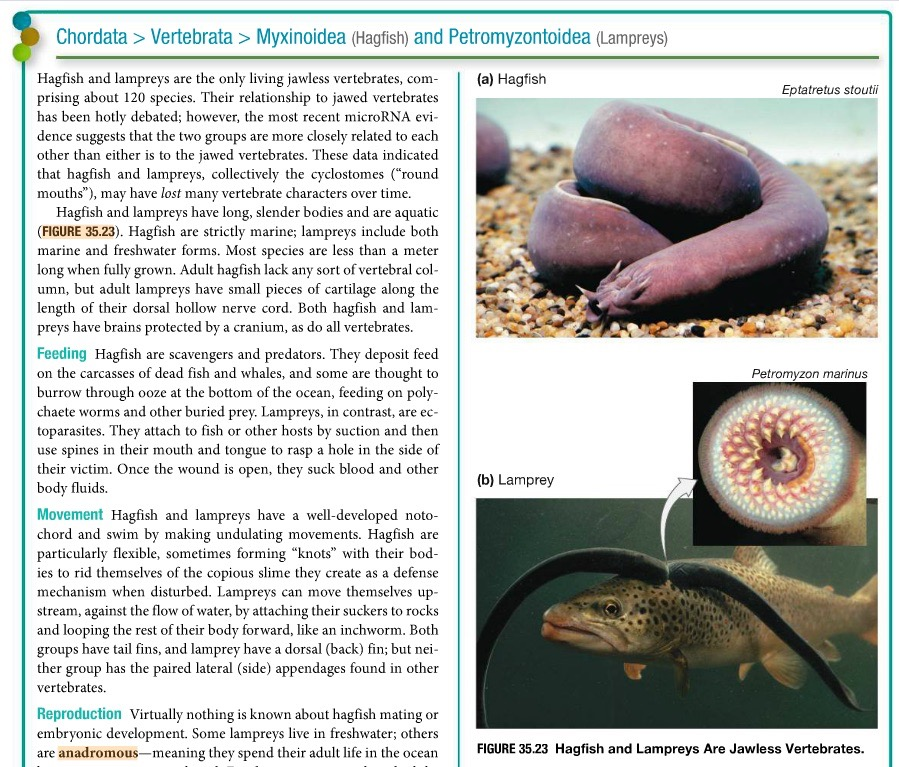 Chordata > Vertebrata > Myxinoidea (Hagfish) and Petromyzontoidea (Lampreys)
Hagfish and lampreys are the only living jawless vertebrates, com-
prising about 120 species. Their relationship to jawed vertebrates
has been hotly debated; however, the most recent microRNA evi-
dence suggests that the two groups are more closely related to each
other than either is to the jawed vertebrates. These data indicated
that hagfish and lampreys, collectively the cyclostomes (“round
mouths”), may have lost many vertebrate characters over time.
Hagfish and lampreys have long, slender bodies and are aquatic
(FIGURE 35.23). Hagfish are strictly marine; lampreys include both
marine and freshwater forms. Most species are less than a meter
long when fully grown. Adult hagfish lack any sort of vertebral col-
umn, but adult lampreys have small pieces of cartilage along the
length of their dorsal hollow nerve cord. Both hagfish and lam-
preys have brains protected by a cranium, as do all vertebrates.
Feeding Hagfish are scavengers and predators. They deposit feed
on the carcasses of dead fish and whales, and some are thought to
burrow through ooze at the bottom of the ocean, feeding on poly-
chaete worms and other buried prey. Lampreys, in contrast, are ec-
toparasites. They attach to fish or other hosts by suction and then
use spines in their mouth and tongue to rasp a hole in the side of
their victim. Once the wound is open, they suck blood and other
body fluids.
Movement Hagfish and lampreys have a well-developed noto-
chord and swim by making undulating movements. Hagfish are
particularly flexible, sometimes forming “knots” with their bod-
ies to rid themselves of the copious slime they create as a defense
mechanism when disturbed. Lampreys can move themselves up-
stream, against the flow of water, by attaching their suckers to rocks
and looping the rest of their body forward, like an inchworm. Both
groups have tail fins, and lamprey have a dorsal (back) fin; but nei-
ther group has the paired lateral (side) appendages found in other
vertebrates.
Reproduction Virtually nothing is known about hagfish mating or
embryonic development. Some lampreys live in freshwater; others
are anadromous—meaning they spend their adult life in the ocean
(a) Hagfish
Eptatretus stoutii
Petromyzon marinus
(b) Lamprey
FIGURE 35.23 Hagfish and Lampreys Are Jawless Vertebrates.